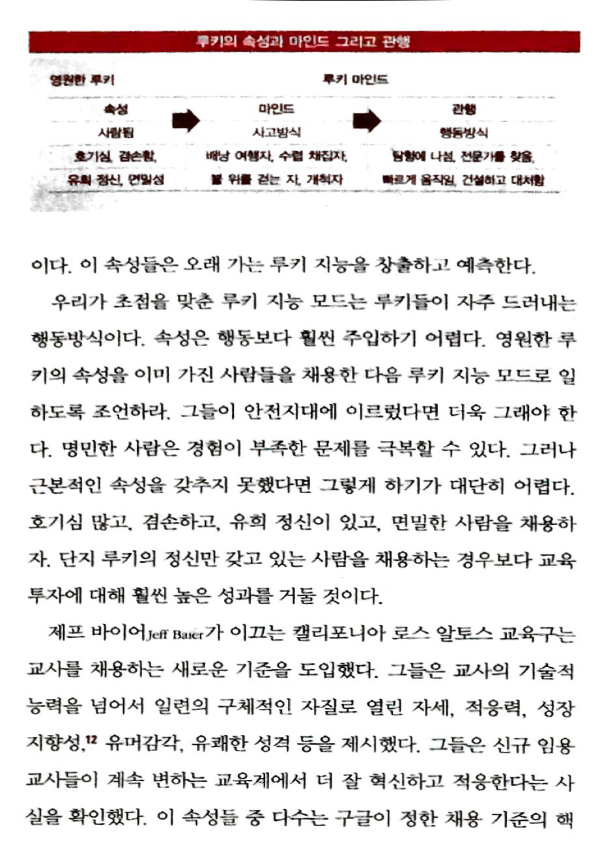 루키의 속성과 마인드 그리고 관행
영원한 루키 루키 마인드
속성 마인드 관행
사람됨 사고방식 행동방식
호기심, 겸손함, 배낭 여행자, 수렵 채집자, 탐험에 나섬, 전문가를 찾음,
유희 정신, 면밀성 불 위를 걷는 자, 개척자 빠르게 움직임, 건설하고 대처함
이다. 이 속성들은 오래 가는 루키 지능을 창출하고 예측한다.
우리가 초점을 맞춘 루키 지능 모드는 루키들이 자주 드러내는
행동방식이다. 속성은 행동보다 훨씬 주입하기 어렵다. 영원한 루
키의 속성을 이미 가진 사람들을 채용한 다음 루키 지능 모드로 일
하도록 조언하라. 그들이 안전지대에 이르렀다면 더욱 그래야 한
다. 명민한 사람은 경험이 부족한 문제를 극복할 수 있다. 그러나
근본적인 속성을 갖추지 못했다면 그렇게 하기가 대단히 어렵다.
호기심 많고, 겸손하고, 유희 정신이 있고, 면밀한 사람을 채용하
자. 단지 루키의 정신만 갖고 있는 사람을 채용하는 경우보다 교육
투자에 대해 훨씬 높은 성과를 거둘 것이다.
제프 바이어Jeff Baier가 이끄는 캘리포니아 로스 알토스 교육구는
교사를 채용하는 새로운 기준을 도입했다. 그들은 교사의 기술적
능력을 넘어서 일련의 구체적인 자질로 열린 자세, 적응력, 성장
지향성,12 유머감각, 유쾌한 성격 등을 제시했다. 그들은 신규 임용
교사들이 계속 변하는 교육계에서 더 잘 혁신하고 적응한다는 사
실을 확인했다. 이 속성들 중 다수는 구글이 정한 채용 기준의 핵